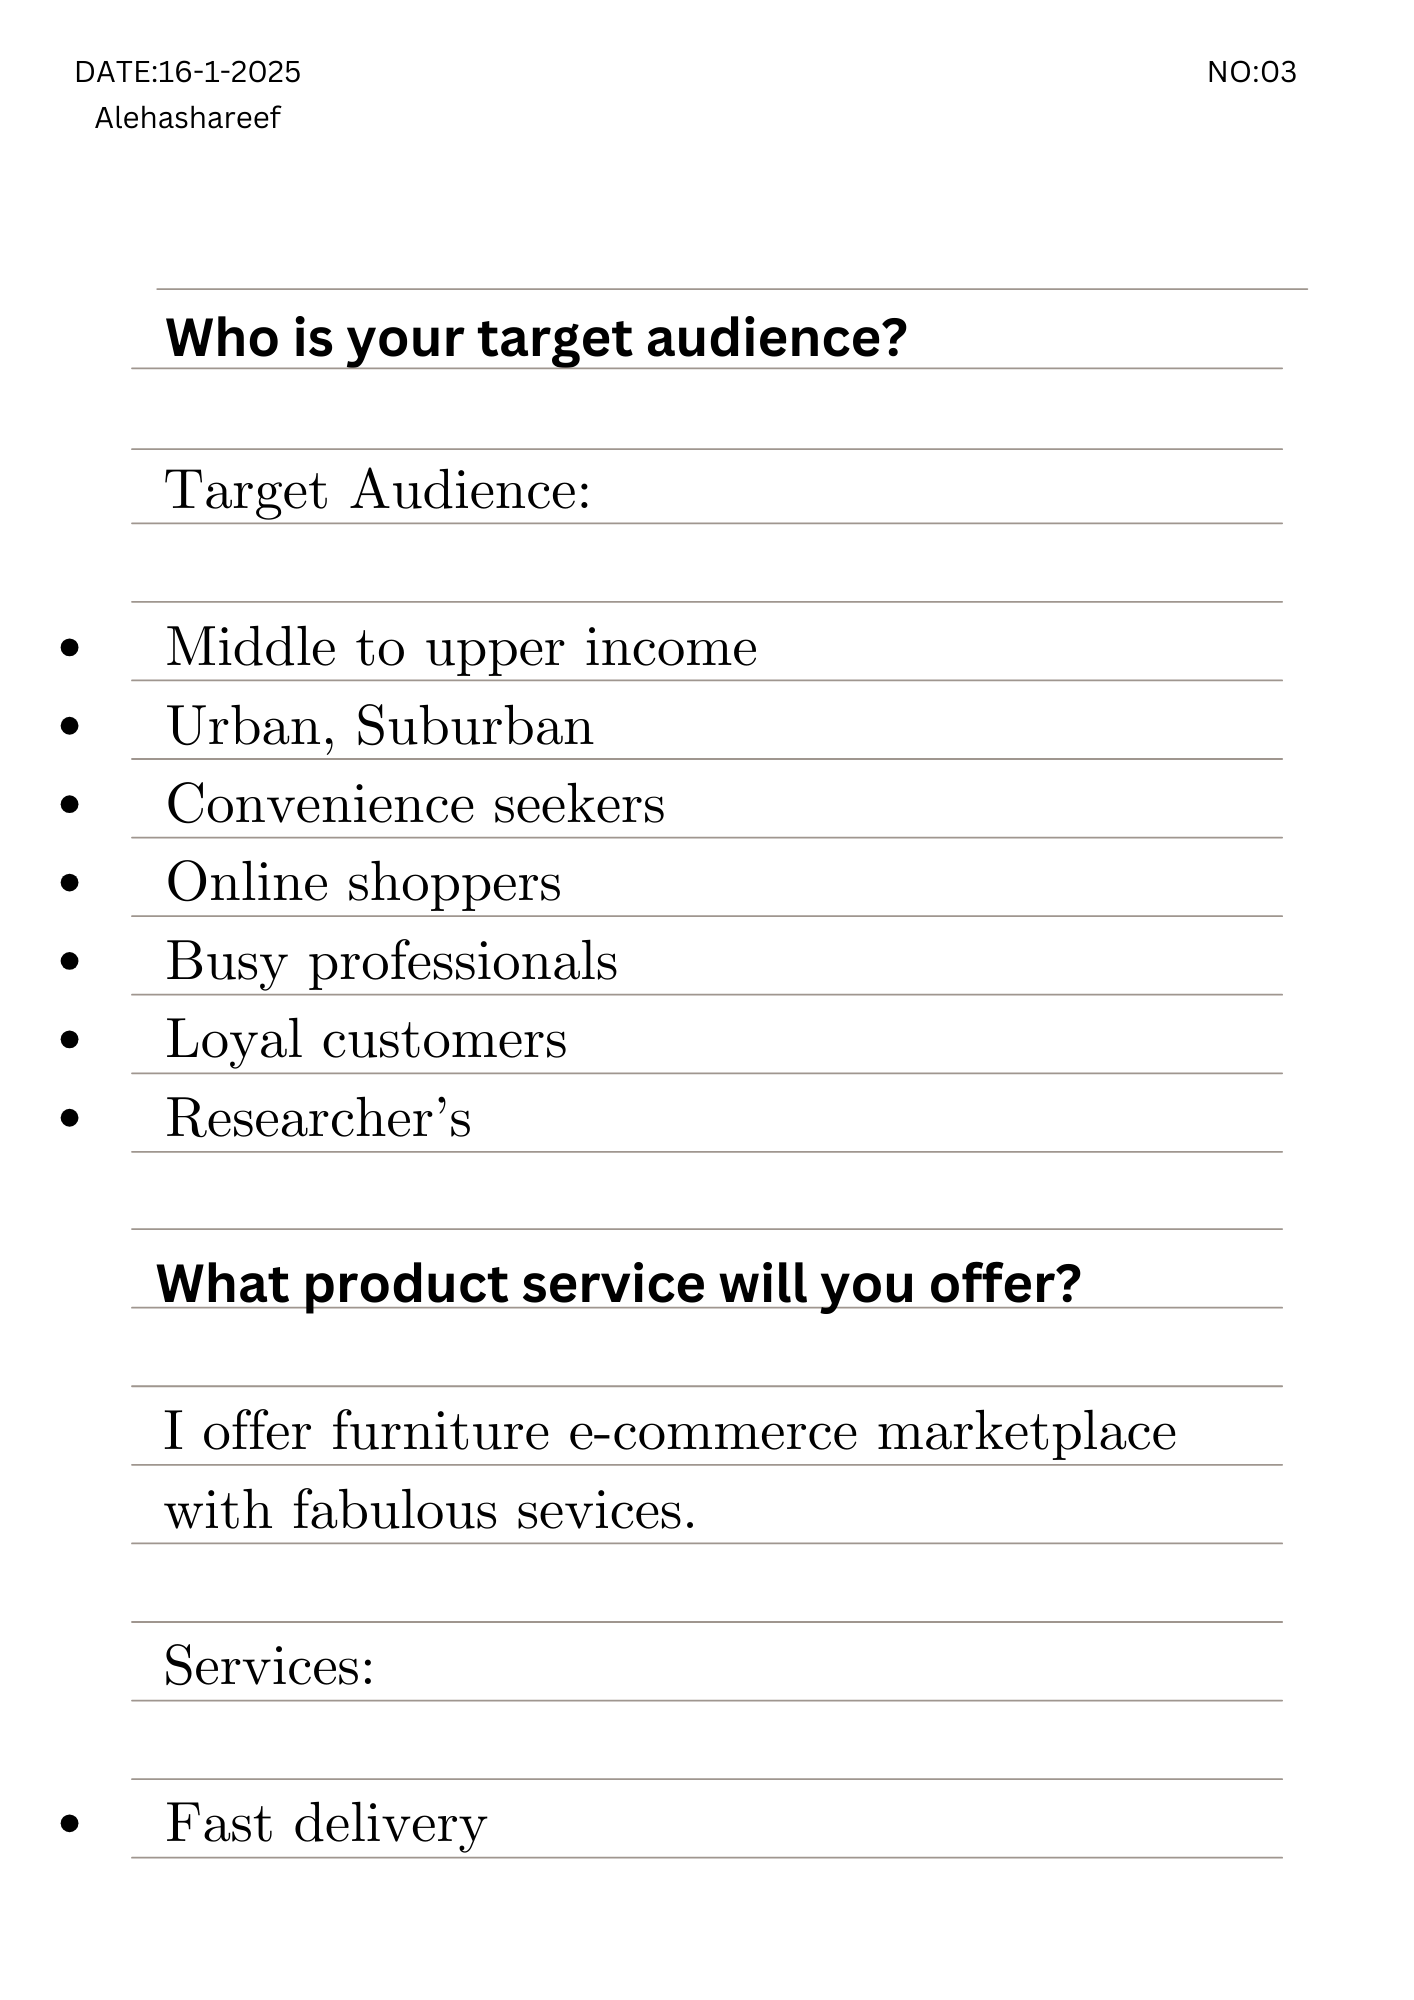 DATE:16-1-2025
NO:03
Alehashareef
Who is your target audience?
Target Audience:
• Middle to upper income
• Urban, Suburban
• Convenience seekers
• Online shoppers
• Busy professionals
• Loyal customers
• Researcher's
What product service will you offer?
I offer furniture e-commerce marketplace
with fabulous sevices.
Services:
• Fast delivery